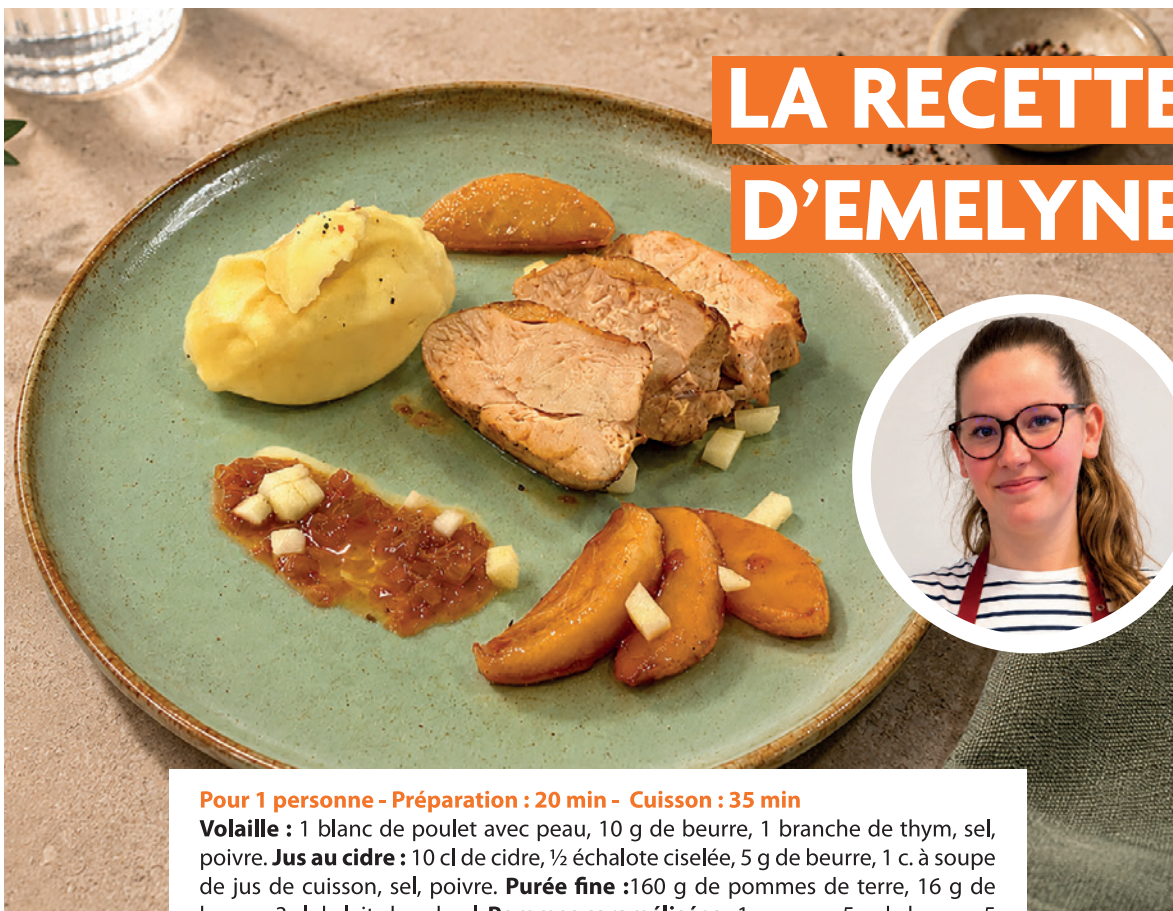 LA RECETTE
D’EMELYNE
Pour 1 personne - Préparation : 20 min - Cuisson : 35 min
Volaille : 1 blanc de poulet avec peau, 10 g de beurre, 1 branche de thym, sel,
poivre. Jus au cidre : 10 cl de cidre, ½ échalote ciselée, 5 g de beurre, 1 c. à soupe
de jus de cuisson, sel, poivre. Purée fine :160 g de pommes de terre, 16 g de